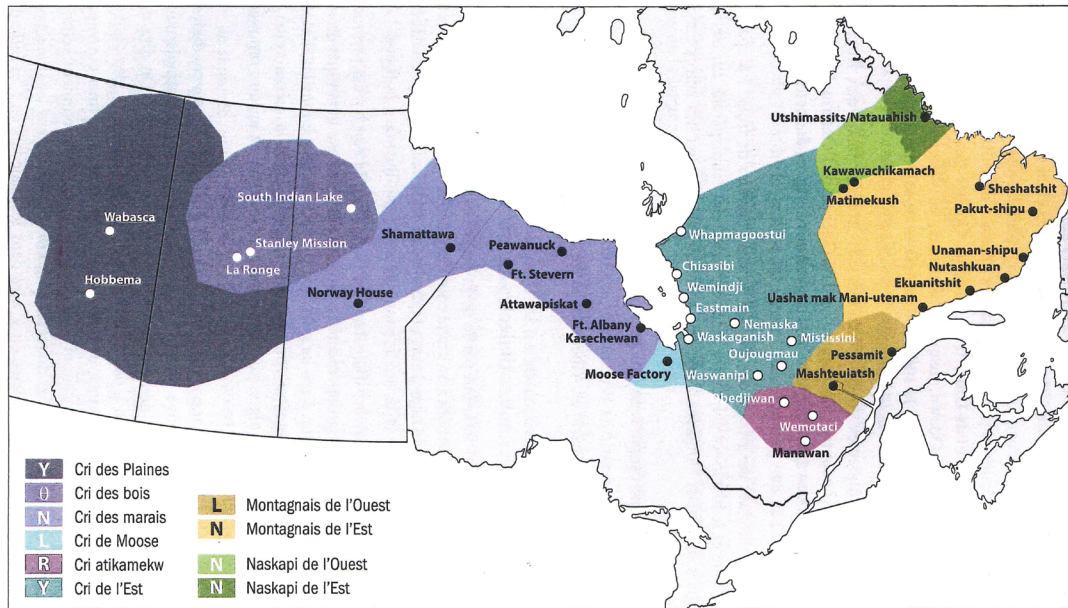 Utshimassits/Natauahish
Kawawachikamach
Matimekush
Sheshatshit
Pakut-shipu
Wabasca
South Indian Lake
Stanley Mission
La Ronge
Hobbema
Shamattawa
Norway House
Peawanuck
Ft. Stevern
Attawapiskat
Ft. Albany
Kasechewan
Moose Factory
Whapmagoostui
Chisasibi
Wemindji
Eastmain
Waskaganish
Nemaska
Mistissini
Oujougmau
Waswanipi
Obedjiwan
Wemotaci
Manawan
Unaman-shipu
Nutashkuan
Ekuanitshit
Uashat mak Mani-utenam
Pessamit
Mashteuiatsh
Y Cri des Plaines
θ Cri des bois
N Cri des marais
L Cri de Moose
R Cri atikamekw
Y Cri de l'Est
L Montagnais de l'Ouest
N Montagnais de l'Est
N Naskapi de l'Ouest
N Naskapi de l'Est